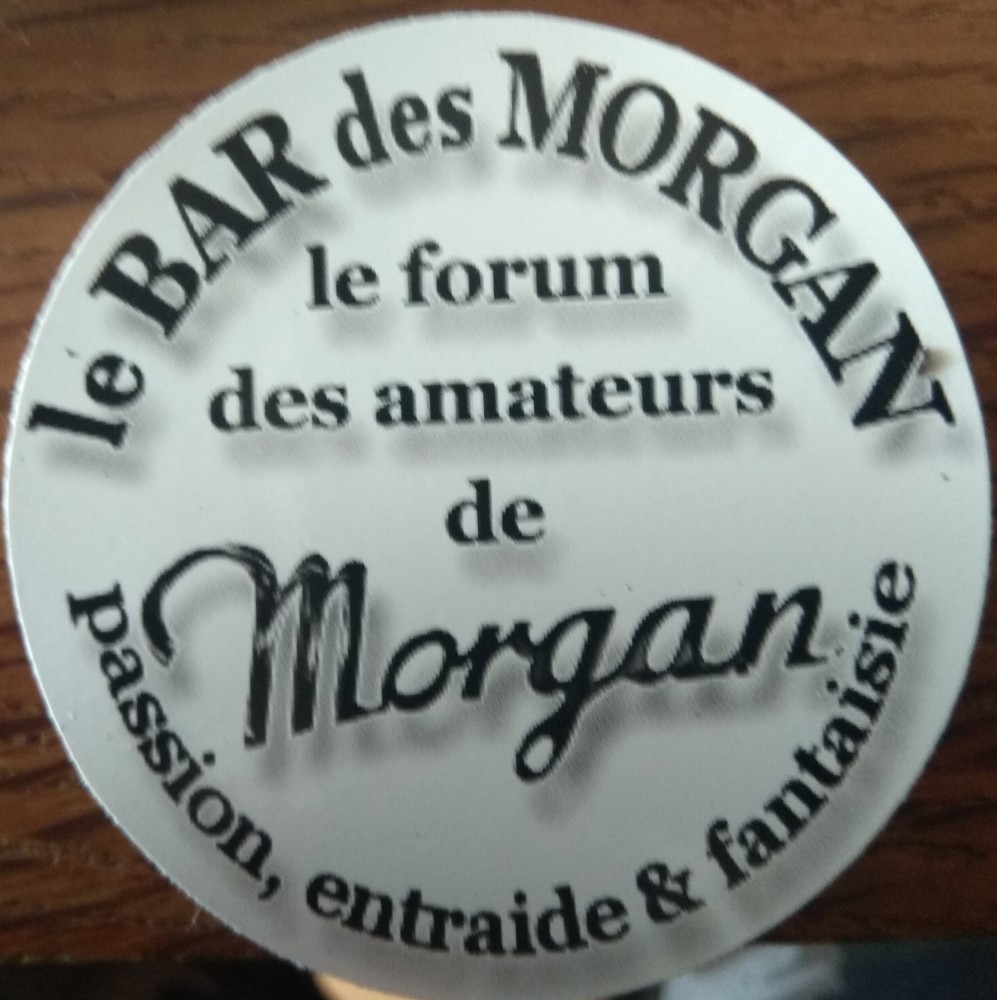 le BAR des MORGAN
le forum
des amateurs
de
Morgan
passion, entraide & fantaisie